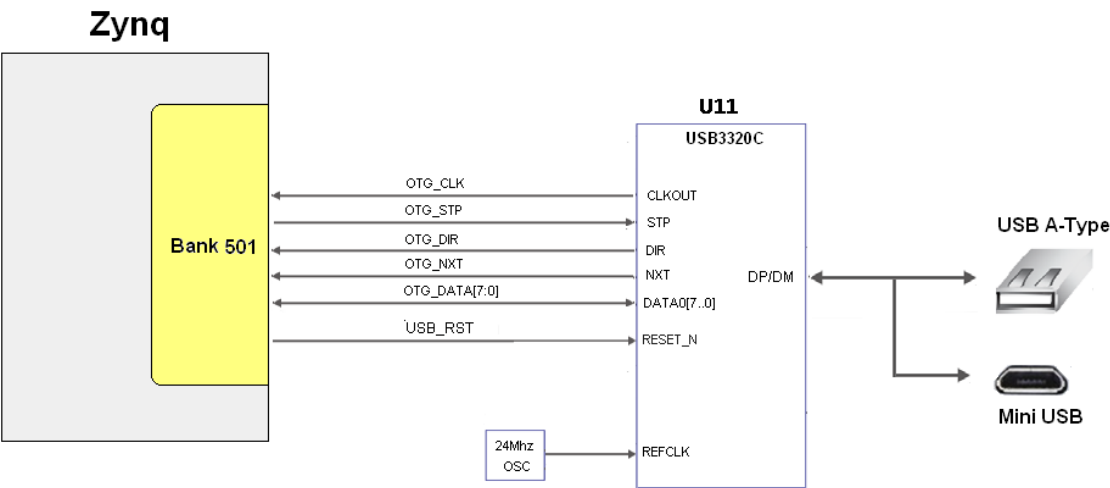 Zynq
Bank 501
OTG_CLK
OTG_STP
OTG_DIR
OTG_NXT
OTG_DATA[7:0]
USB_RST
U11
USB3320C
CLKOUT
STP
DIR
NXT
DP/DM
DATA0[7..0]
RESET_N
REFCLK
24Mhz
OSC
USB A-Type
Mini USB